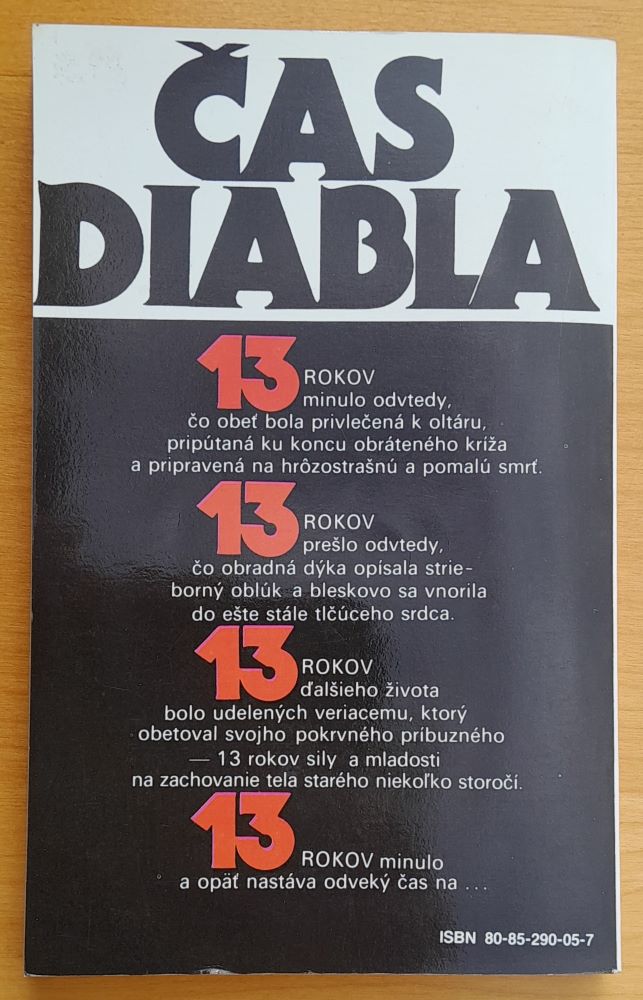 ČAS
DIABLA
13 ROKOV
minulo odvtedy,
čo obeť bola privlečená k oltáru,
pripútaná ku koncu obráteného kríža
a pripravená na hrôzostrašnú a pomalú smrť.
13 ROKOV
prešlo odvtedy,
čo obradná dýka opísala strie-
borný oblúk a bleskovo sa vnorila
do ešte stále tlčúceho srdca.
13 ROKOV
ďalšieho života
bolo udelených veriacemu, ktorý
obetoval svojho pokrvného príbuzného
— 13 rokov sily a mladosti
na zachovanie tela starého niekoľko storočí.
13 ROKOV minulo
a opäť nastáva odveký čas na ...
ISBN 80-85-290-05-7